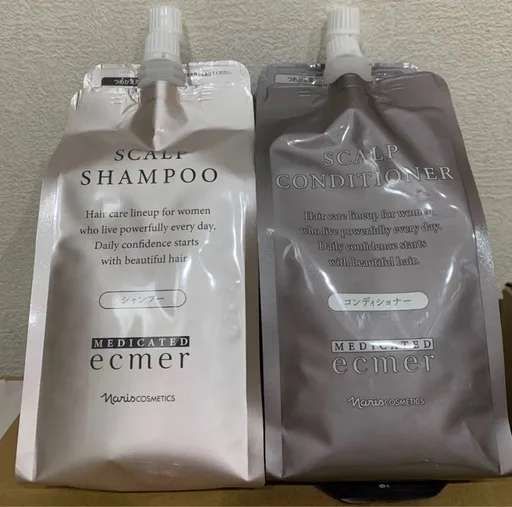 SCALP
SHAMPOO
Hair care lineup for women
who live powerfully every day.
Daily confidence starts
with beautiful hair.
シャンプー
MEDICATED
ecmer
naris COSMETICS
SCALP
CONDITIONER
Hair care lineup for women,
who live powerfully every day.
Daily confidence starts
with beautiful hair.
コンディショナー
MEDICATED
ecmer
naris COSMETICS